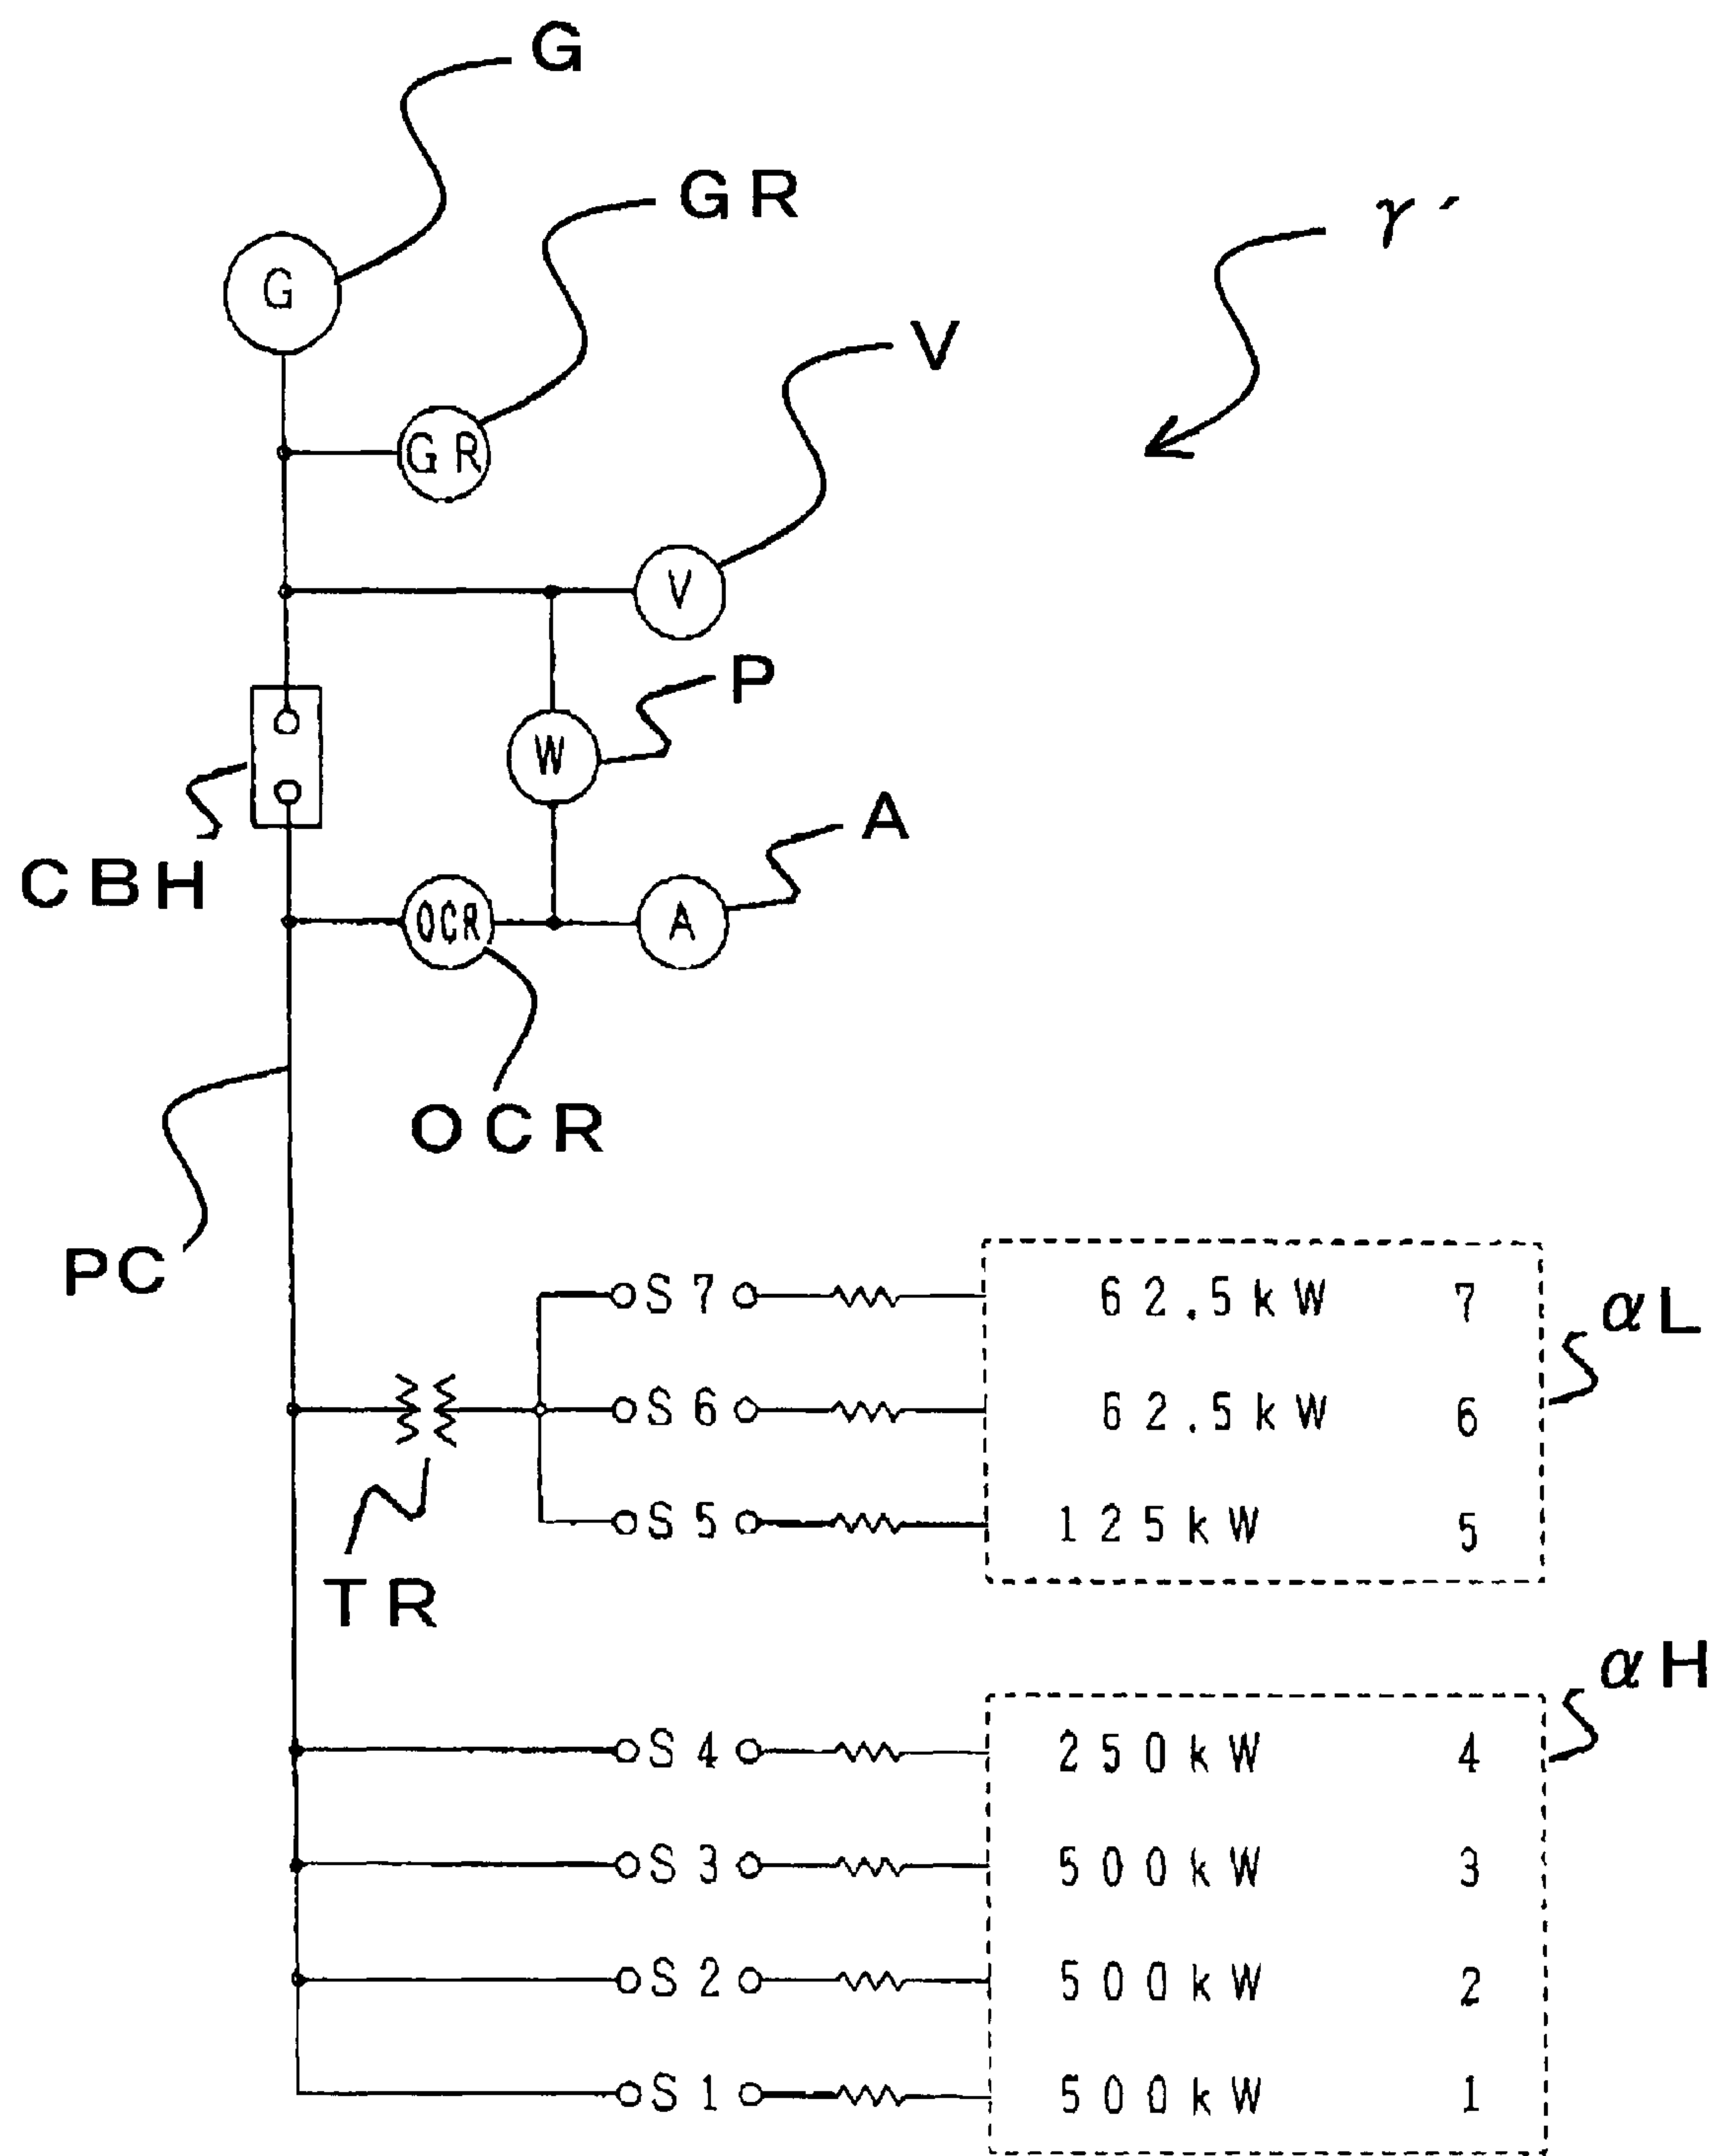 G
GR
γ´
G
V
GR
V
P
W
A
CBH
OCR
A
OCR
PC
S7 62.5kW 7
αL
S6 62.5kW 6
S5 125kW 5
TR
αH
S4 250kW 4
S3 500kW 3
S2 500kW 2
S1 500kW 1